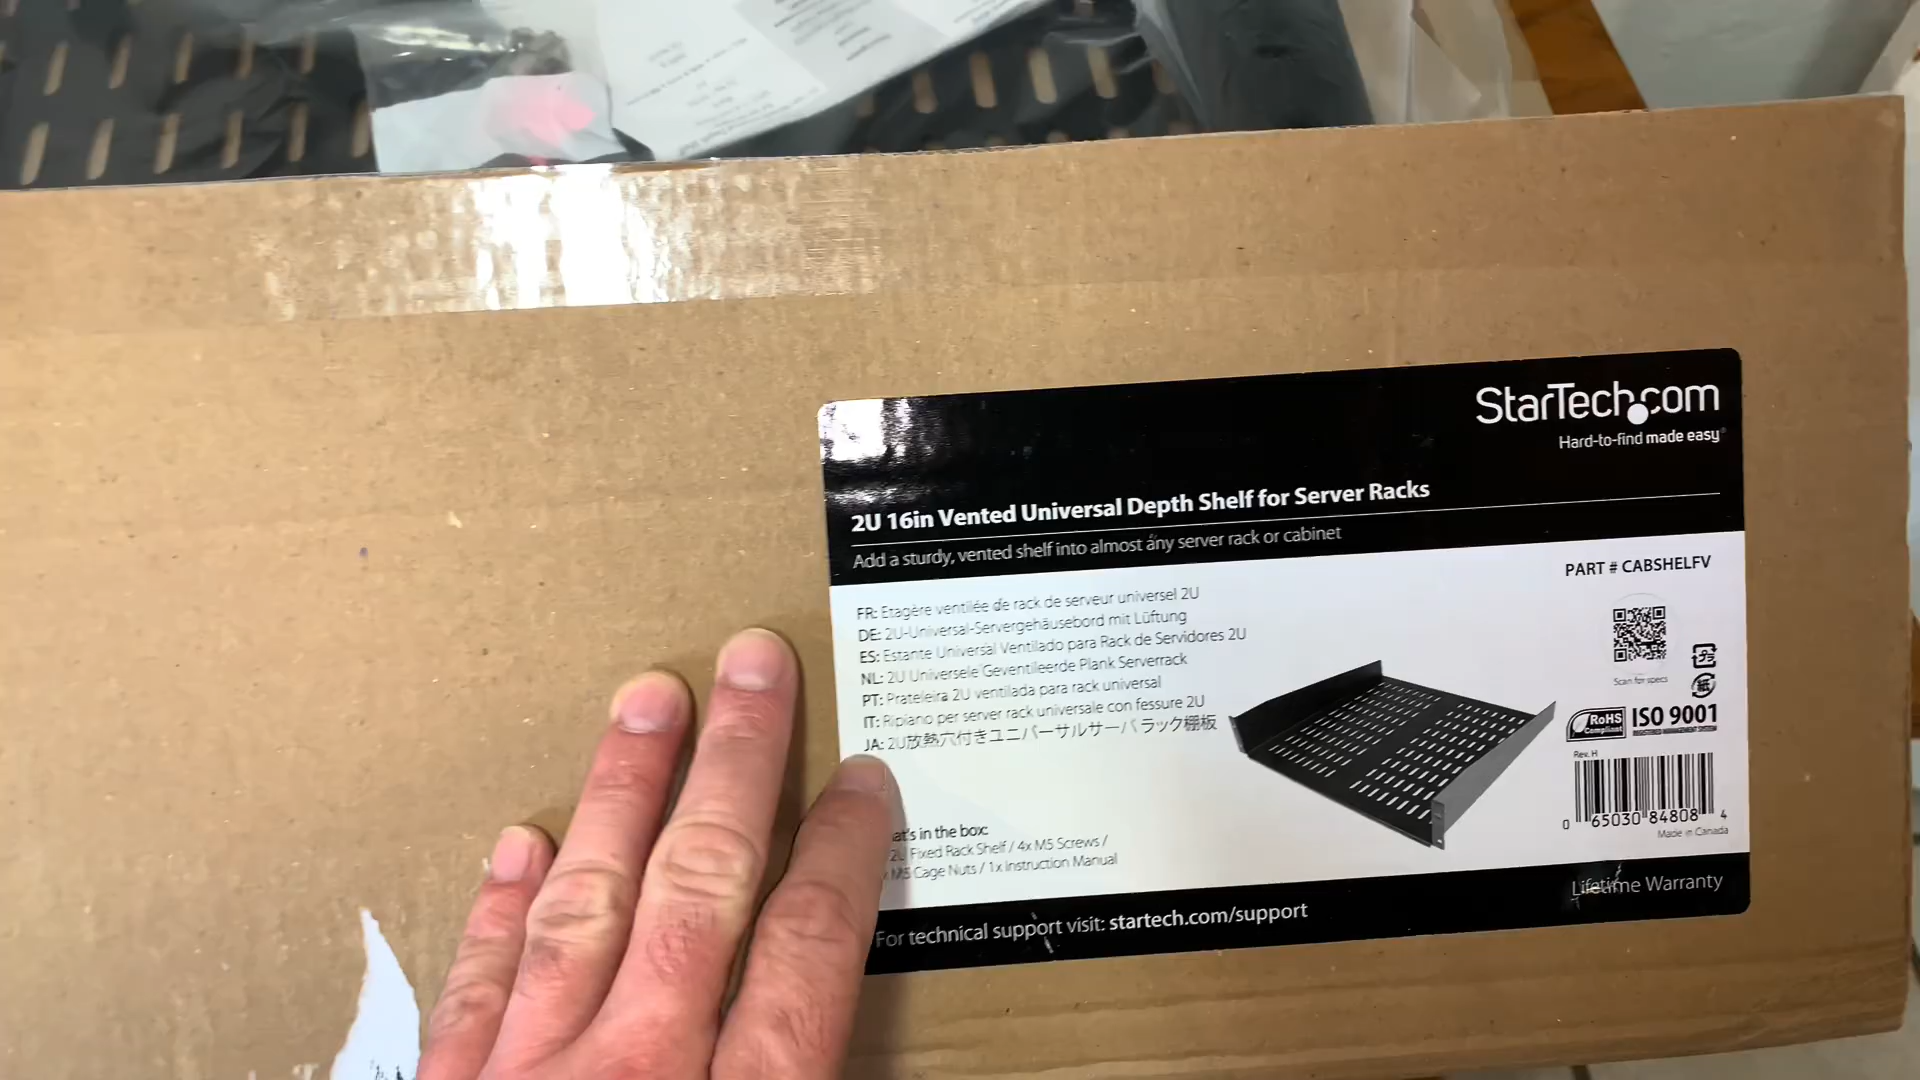 StarTech.com
Hard-to-find made easy®
2U 16in Vented Universal Depth Shelf for Server Racks
Add a sturdy, vented shelf into almost any server rack or cabinet
PART # CABSHELFV
FR: Etagère ventilée de rack de serveur universel 2U
DE: 2U-Universal-Servergehäusebord mit Lüftung
ES: Estante Universal Ventilado para Rack de Servidores 2U
NL: 2U Universele Geventileerde Plank Serverrack
PT: Prateleira 2U ventilada para rack universal
IT: Ripiano per server rack universale con fessure 2U
JA: 2U放熱穴付きユニバーサルサーバラック棚板
Scan for specs
プラ
紙
RoHS
Compliant
ISO 9001
REGISTERED MANAGEMENT SYSTEM
Rev. H
0 65030 84808 4
Made in Canada
in the box:
2U Fixed Rack Shelf / 4x M5 Screws /
M5 Cage Nuts / 1x Instruction Manual
Lifetime Warranty
For technical support visit: startech.com/support